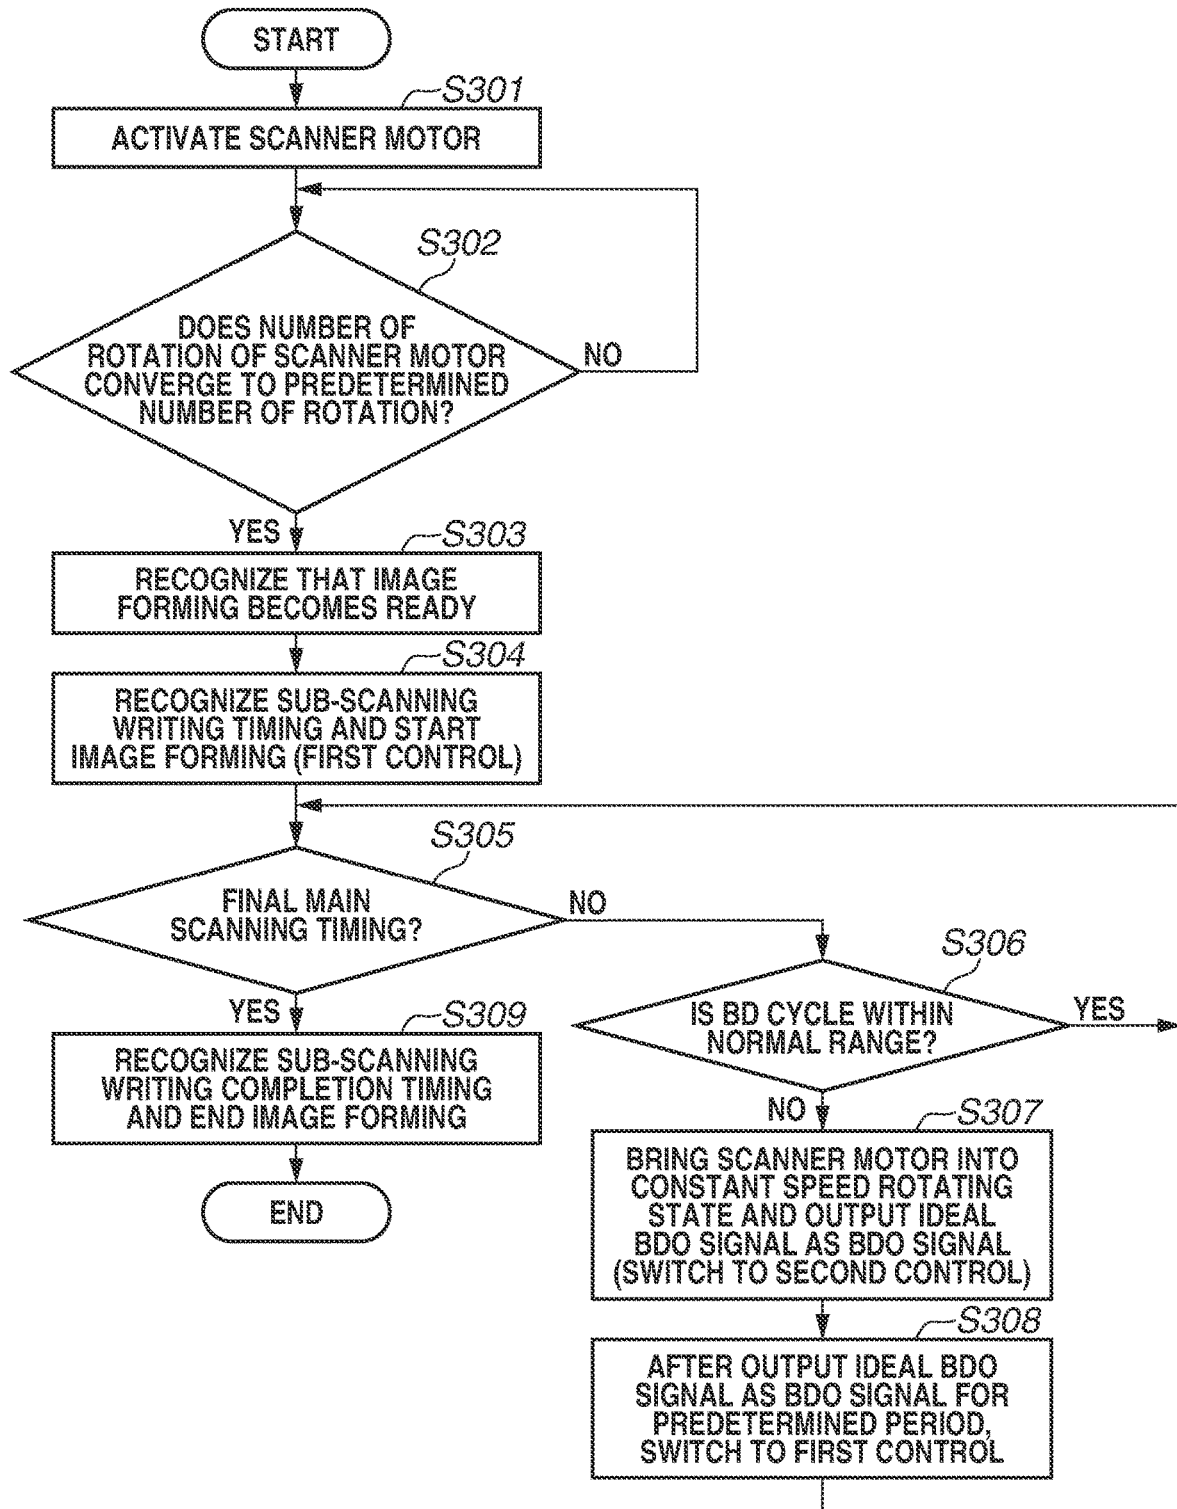 START
S301
ACTIVATE SCANNER MOTOR
S302
DOES NUMBER OF
ROTATION OF SCANNER MOTOR
CONVERGE TO PREDETERMINED
NUMBER OF ROTATION?
NO
YES
S303
RECOGNIZE THAT IMAGE
FORMING BECOMES READY
S304
RECOGNIZE SUB-SCANNING
WRITING TIMING AND START
IMAGE FORMING (FIRST CONTROL)
S305
FINAL MAIN
SCANNING TIMING?
NO
YES
S306
IS BD CYCLE WITHIN
NORMAL RANGE?
YES
NO
S309
RECOGNIZE SUB-SCANNING
WRITING COMPLETION TIMING
AND END IMAGE FORMING
END
S307
BRING SCANNER MOTOR INTO
CONSTANT SPEED ROTATING
STATE AND OUTPUT IDEAL
BDO SIGNAL AS BDO SIGNAL
(SWITCH TO SECOND CONTROL)
S308
AFTER OUTPUT IDEAL BDO
SIGNAL AS BDO SIGNAL FOR
PREDETERMINED PERIOD,
SWITCH TO FIRST CONTROL